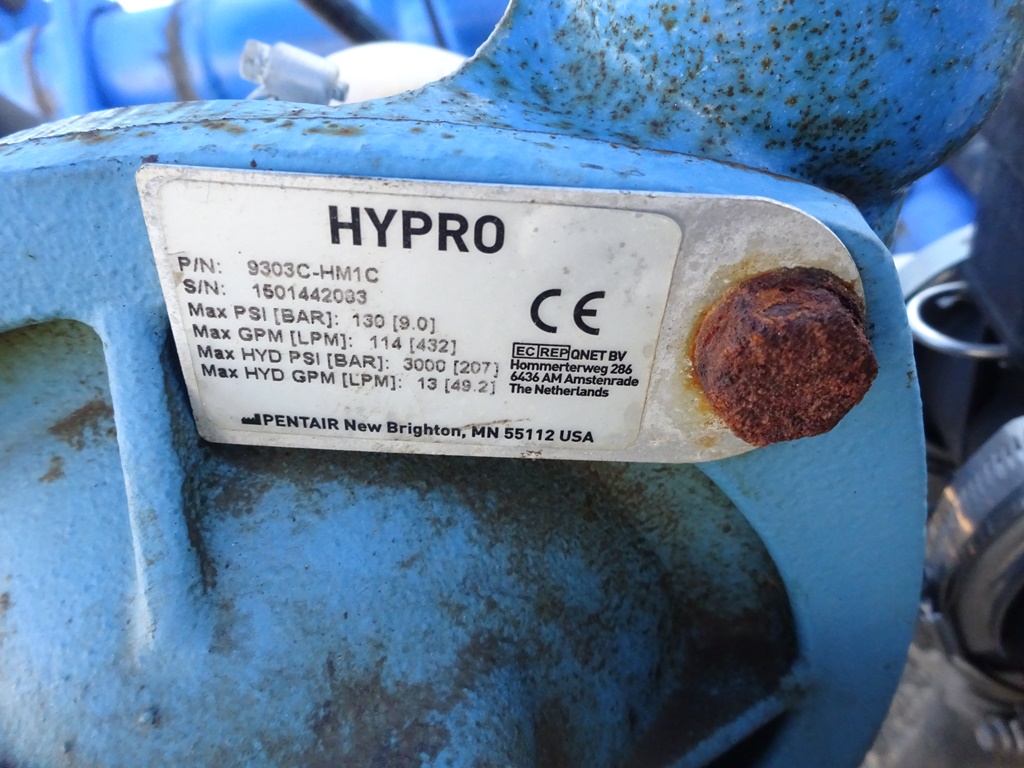 HYPRO
P/N: 9303C-HM1C
S/N: 1501442083
Max PSI [BAR]: 130 [9.0]
Max GPM [LPM]: 114 [432]
Max HYD PSI [BAR]: 3000 [207]
Max HYD GPM [LPM]: 13 [49.2]
CE
EC REP QNET BV
Hommerterweg 286
6436 AM Amstenrade
The Netherlands
PENTAIR New Brighton, MN 55112 USA